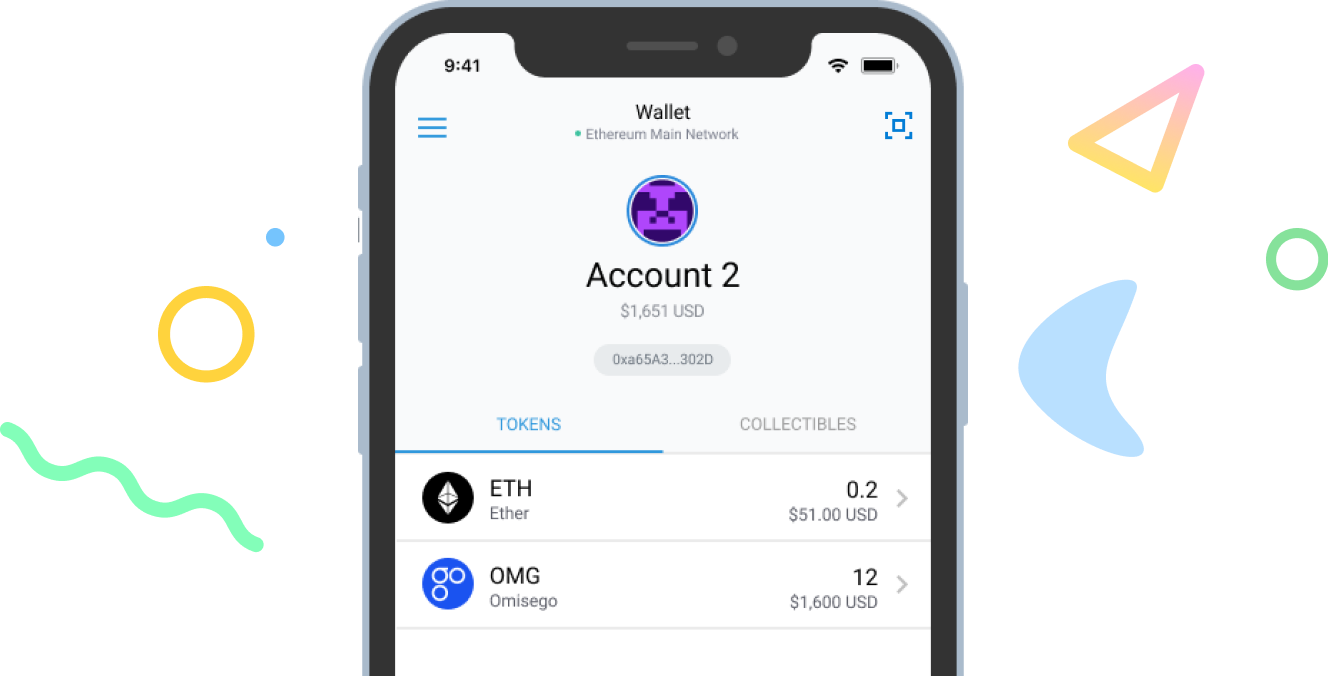 9:41
Wallet
Ethereum Main Network
Account 2
$1,651 USD
0xa65A3...302D
TOKENS COLLECTIBLES
ETH 0.2
Ether $51.00 USD
OMG 12
Omisego $1,600 USD